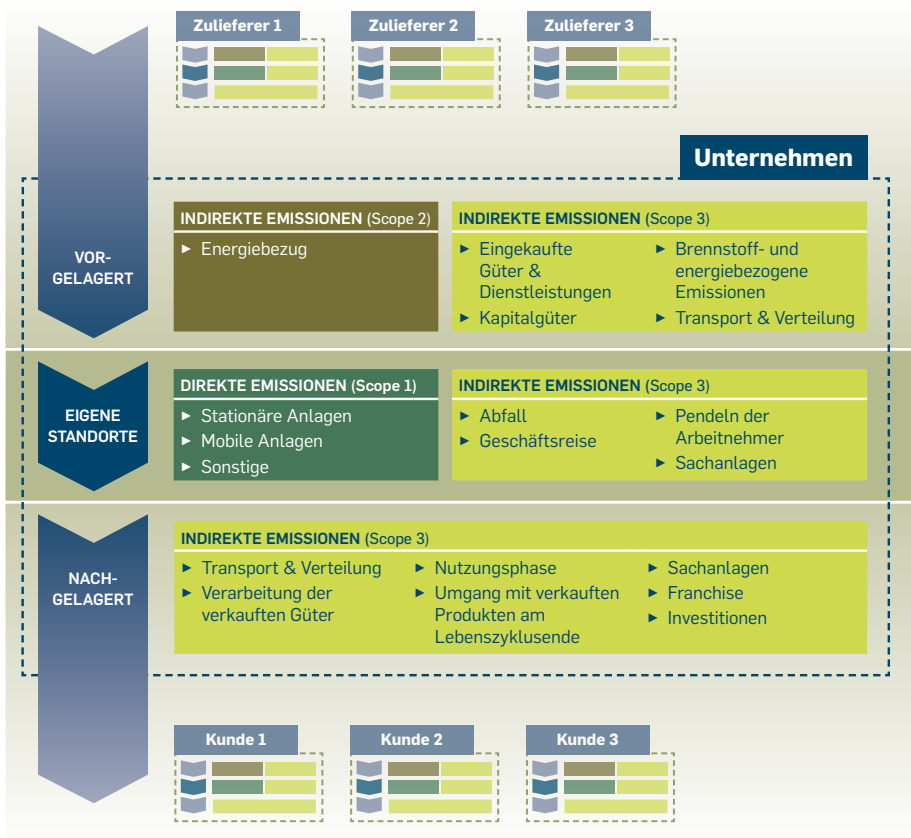 Zulieferer 1
Zulieferer 2
Zulieferer 3
Unternehmen
VOR-
GELAGERT
INDIREKTE EMISSIONEN (Scope 2)
► Energiebezug
INDIREKTE EMISSIONEN (Scope 3)
► Eingekaufte
Güter &
Dienstleistungen
► Kapitalgüter
► Brennstoff- und
energiebezogene
Emissionen
► Transport & Verteilung
EIGENE
STANDORTE
DIREKTE EMISSIONEN (Scope 1)
► Stationäre Anlagen
► Mobile Anlagen
► Sonstige
INDIREKTE EMISSIONEN (Scope 3)
► Abfall
► Geschäftsreise
► Pendeln der
Arbeitnehmer
► Sachanlagen
NACH-
GELAGERT
INDIREKTE EMISSIONEN (Scope 3)
► Transport & Verteilung
► Verarbeitung der
verkauften Güter
► Nutzungsphase
► Umgang mit verkauften
Produkten am
Lebenszyklusende
► Sachanlagen
► Franchise
► Investitionen
Kunde 1
Kunde 2
Kunde 3